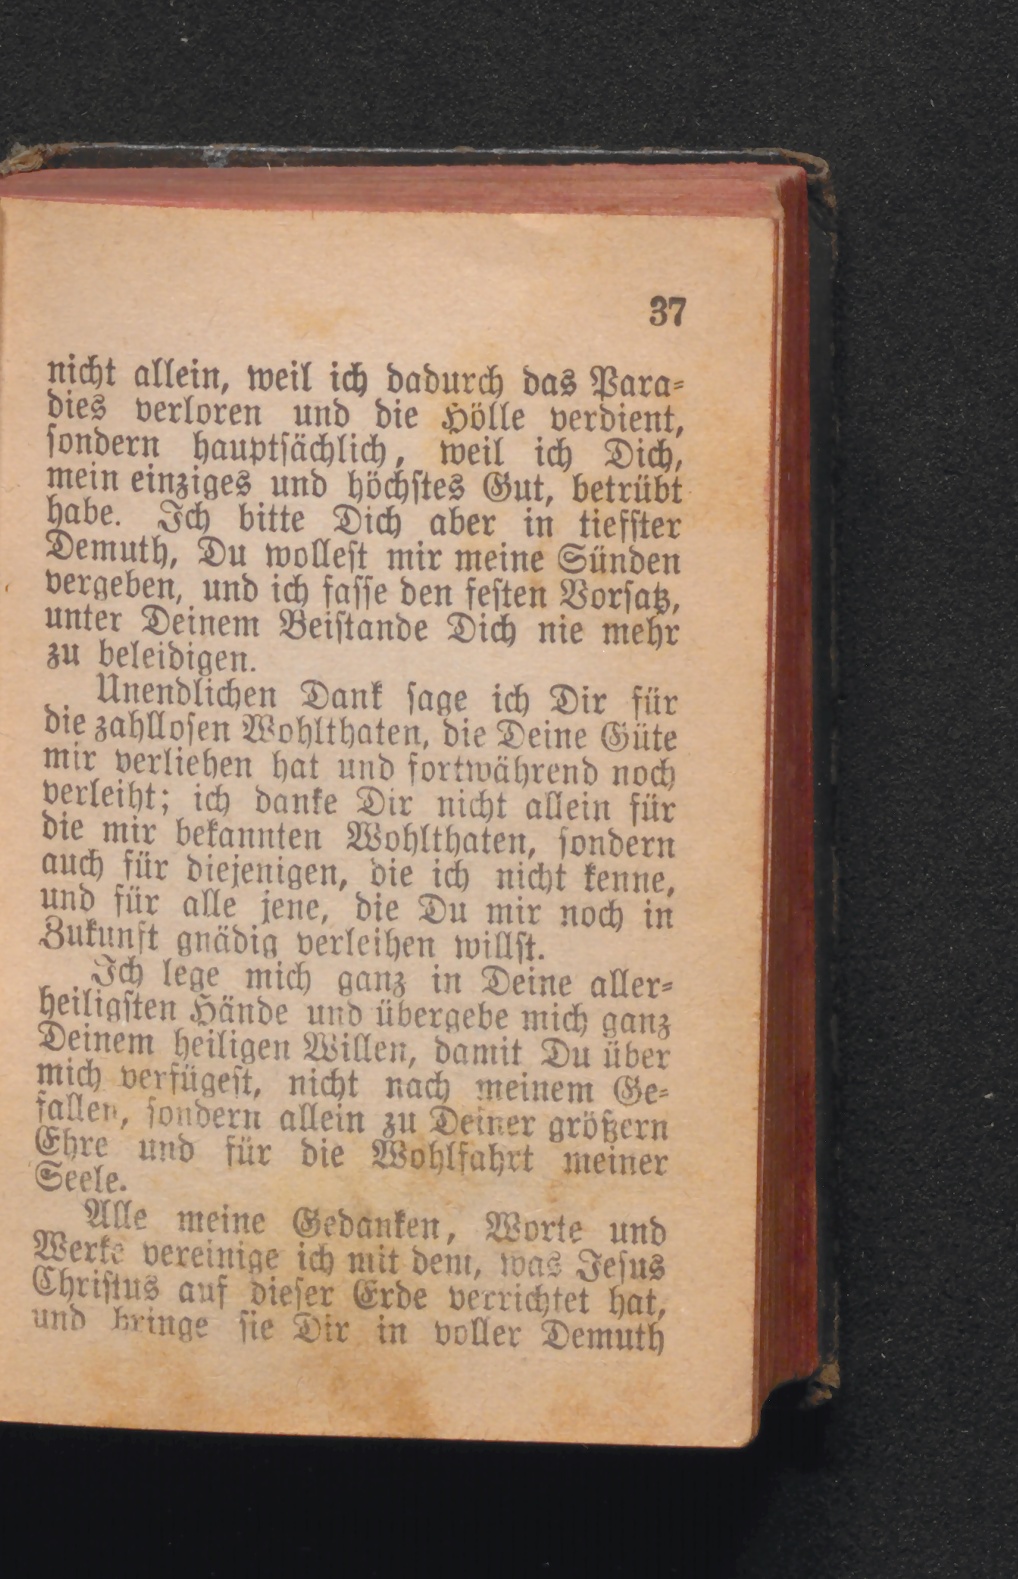 37
nicht allein, weil ich dadurch das Para-
dies verloren und die Hölle verdient,
sondern hauptsächlich, weil ich Dich,
mein einziges und höchstes Gut, betrübt
habe. Ich bitte Dich aber in tiefster
Demuth, Du wollest mir meine Sünden
vergeben, und ich fasse den festen Vorsatz,
unter Deinem Beistande Dich nie mehr
zu beleidigen.
Unendlichen Dank sage ich Dir für
die zahllosen Wohlthaten, die Deine Güte
mir verliehen hat und fortwährend noch
verleiht; ich danke Dir nicht allein für
die mir bekannten Wohlthaten, sondern
auch für diejenigen, die ich nicht kenne,
und für alle jene, die Du mir noch in
Zukunft gnädig verleihen willst.
Ich lege mich ganz in Deine aller-
heiligsten Hände und übergebe mich ganz
Deinem heiligen Willen, damit Du über
mich verfügest, nicht nach meinem Ge-
fallen, sondern allein zu Deiner größern
Ehre und für die Wohlfahrt meiner
Seele.
Alle meine Gedanken, Worte und
Werke vereinige ich mit dem, was Jesus
Christus auf dieser Erde verrichtet hat,
und bringe sie Dir in voller Demuth